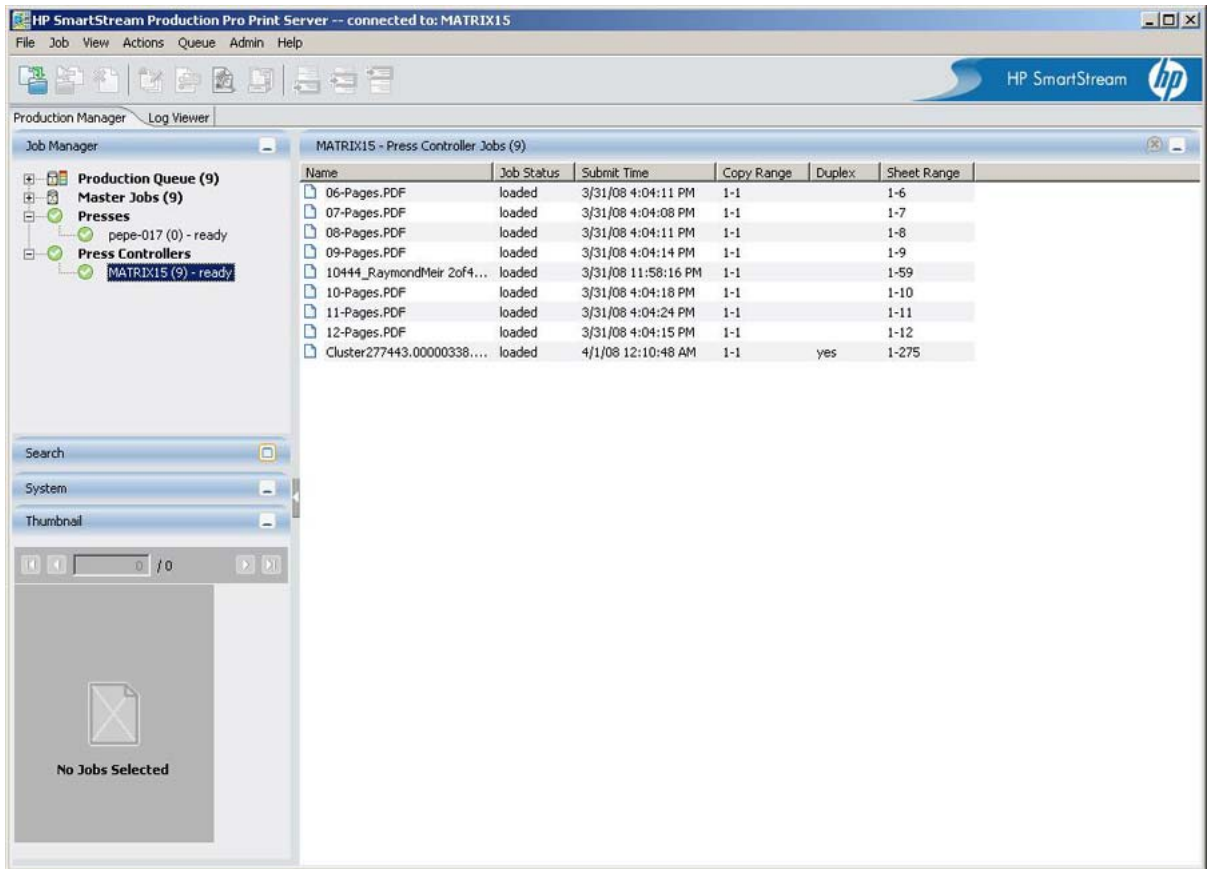 HP SmartStream Production Pro Print Server -- connected to: MATRIX15
File Job View Actions Queue Admin Help
HP SmartStream hp
Production Manager Log Viewer
Job Manager
Production Queue (9)
Master Jobs (9)
Presses
pepe-017 (0) - ready
Press Controllers
MATRIX15 (9) - ready
Search
System
Thumbnail
0 / 0
No Jobs Selected
MATRIX15 - Press Controller Jobs (9)
Name Job Status Submit Time Copy Range Duplex Sheet Range
06-Pages.PDF loaded 3/31/08 4:04:11 PM 1-1 1-6
07-Pages.PDF loaded 3/31/08 4:04:08 PM 1-1 1-7
08-Pages.PDF loaded 3/31/08 4:04:11 PM 1-1 1-8
09-Pages.PDF loaded 3/31/08 4:04:14 PM 1-1 1-9
10444_RaymondMeir 2of4... loaded 3/31/08 11:58:16 PM 1-1 1-59
10-Pages.PDF loaded 3/31/08 4:04:18 PM 1-1 1-10
11-Pages.PDF loaded 3/31/08 4:04:24 PM 1-1 1-11
12-Pages.PDF loaded 3/31/08 4:04:15 PM 1-1 1-12
Cluster277443.00000338.... loaded 4/1/08 12:10:48 AM 1-1 yes 1-275